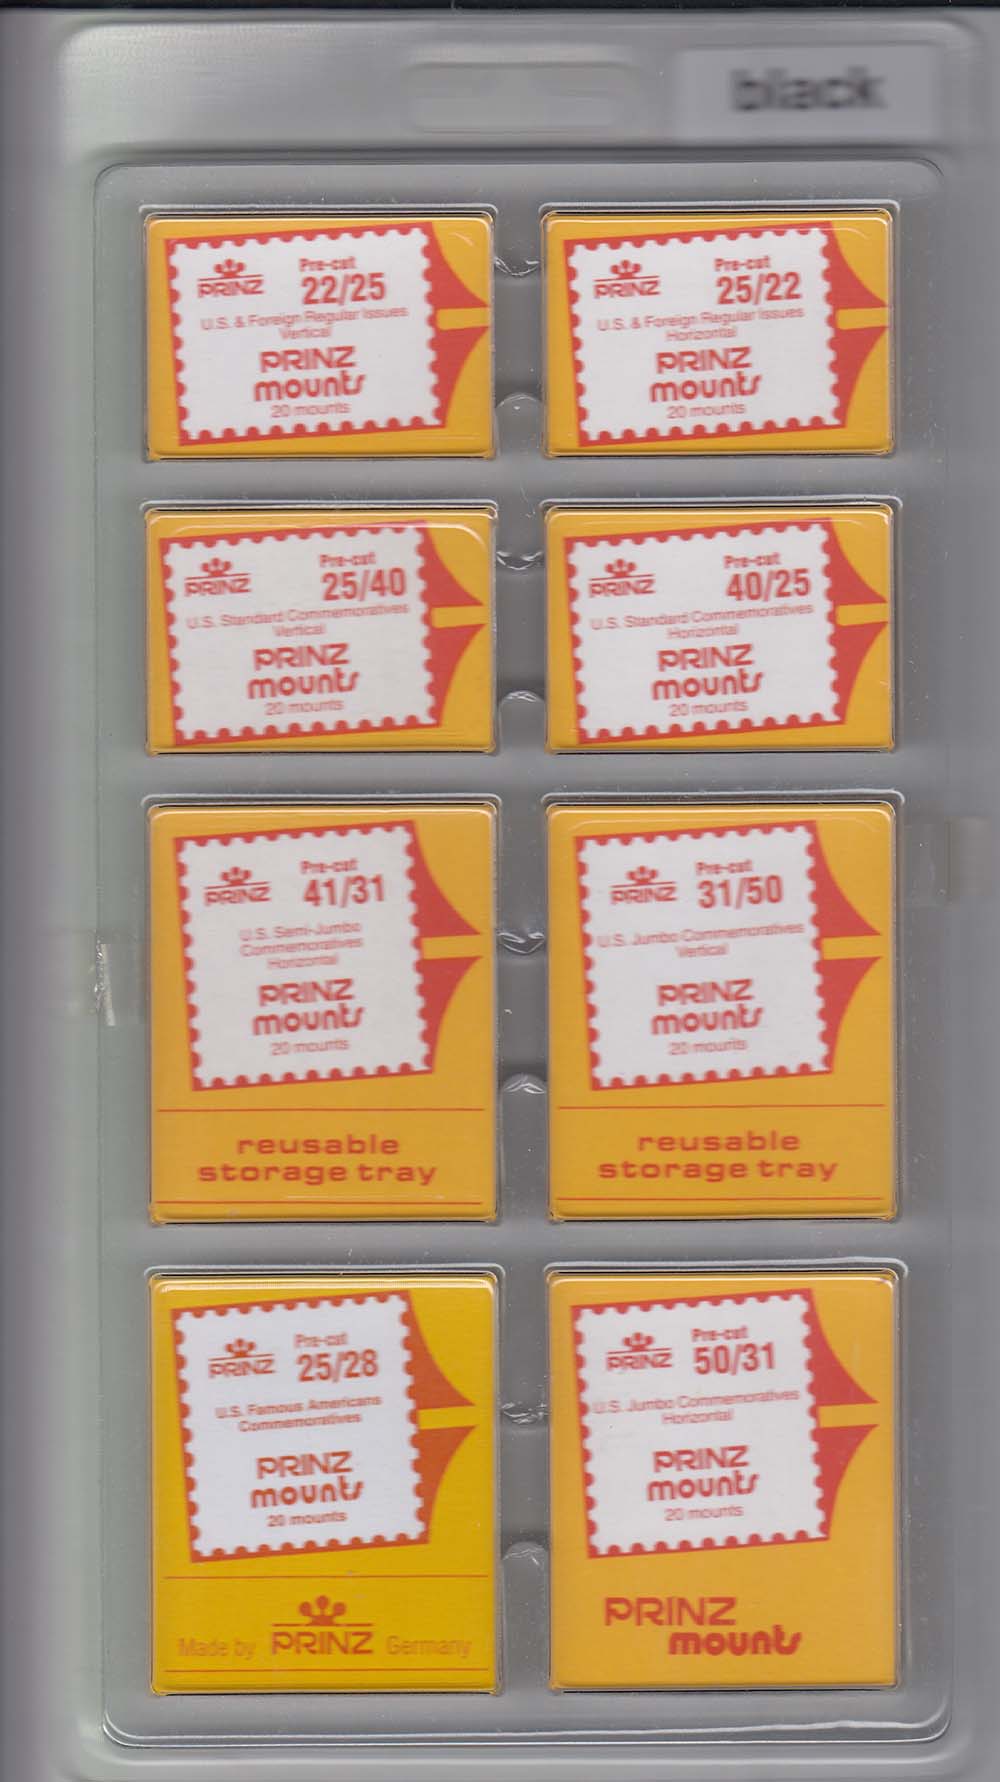 black
PRINZ
Pre-cut
22/25
U.S. & Foreign Regular Issues
Vertical
PRINZ
mounts
20 mounts
PRINZ
Pre-cut
25/22
U.S. & Foreign Regular Issues
Horizontal
PRINZ
mounts
20 mounts
PRINZ
Pre-cut
25/40
U.S. Standard Commemoratives
Vertical
PRINZ
mounts
20 mounts
PRINZ
Pre-cut
40/25
U.S. Standard Commemoratives
Horizontal
PRINZ
mounts
20 mounts
PRINZ
Pre-cut
41/31
U.S. Semi-Jumbo
Commemoratives
Horizontal
PRINZ
mounts
20 mounts
reusable
storage tray
PRINZ
Pre-cut
31/50
U.S. Jumbo Commemoratives
Vertical
PRINZ
mounts
20 mounts
reusable
storage tray
PRINZ
Pre-cut
25/28
U.S. Famous Americans
Commemoratives
PRINZ
mounts
20 mounts
Made by PRINZ Germany
PRINZ
Pre-cut
50/31
U.S. Jumbo Commemoratives
Horizontal
PRINZ
mounts
20 mounts
PRINZ
mounts